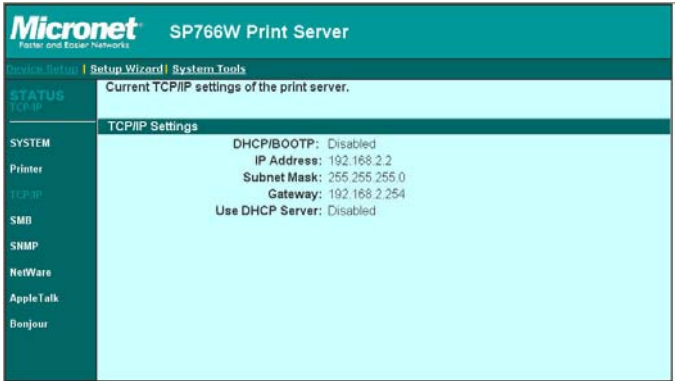 Micronet
Faster and Easier Networks
SP766W Print Server
Device Setup | Setup Wizard | System Tools
STATUS
TCP/IP
Current TCP/IP settings of the print server.
TCP/IP Settings
DHCP/BOOTP: Disabled
IP Address: 192.168.2.2
Subnet Mask: 255.255.255.0
Gateway: 192.168.2.254
Use DHCP Server: Disabled
SYSTEM
Printer
TCP/IP
SMB
SNMP
NetWare
AppleTalk
Bonjour